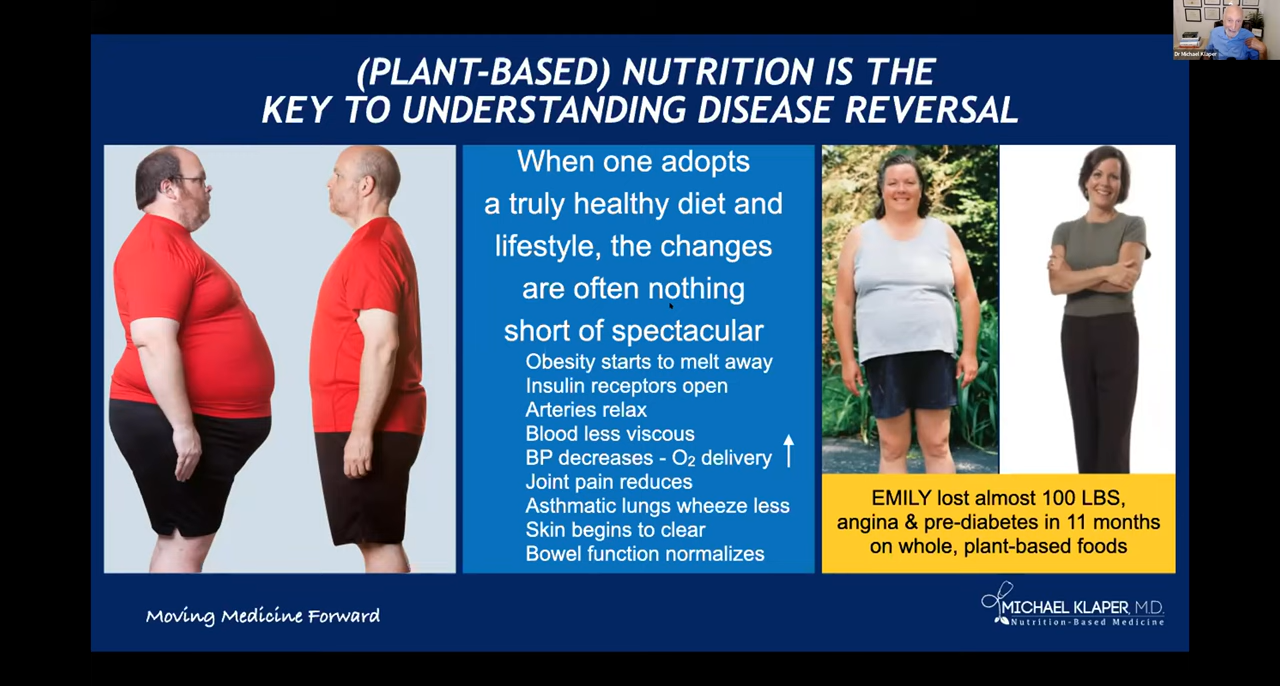 Dr Michael Klaper
(PLANT-BASED) NUTRITION IS THE
KEY TO UNDERSTANDING DISEASE REVERSAL
When one adopts
a truly healthy diet and
lifestyle, the changes
are often nothing
short of spectacular
Obesity starts to melt away
Insulin receptors open
Arteries relax
Blood less viscous
BP decreases - O₂ delivery
Joint pain reduces
Asthmatic lungs wheeze less
Skin begins to clear
Bowel function normalizes
EMILY lost almost 100 LBS,
angina & pre-diabetes in 11 months
on whole, plant-based foods
Moving Medicine Forward
MICHAEL KLAPER, M.D.
Nutrition-Based Medicine